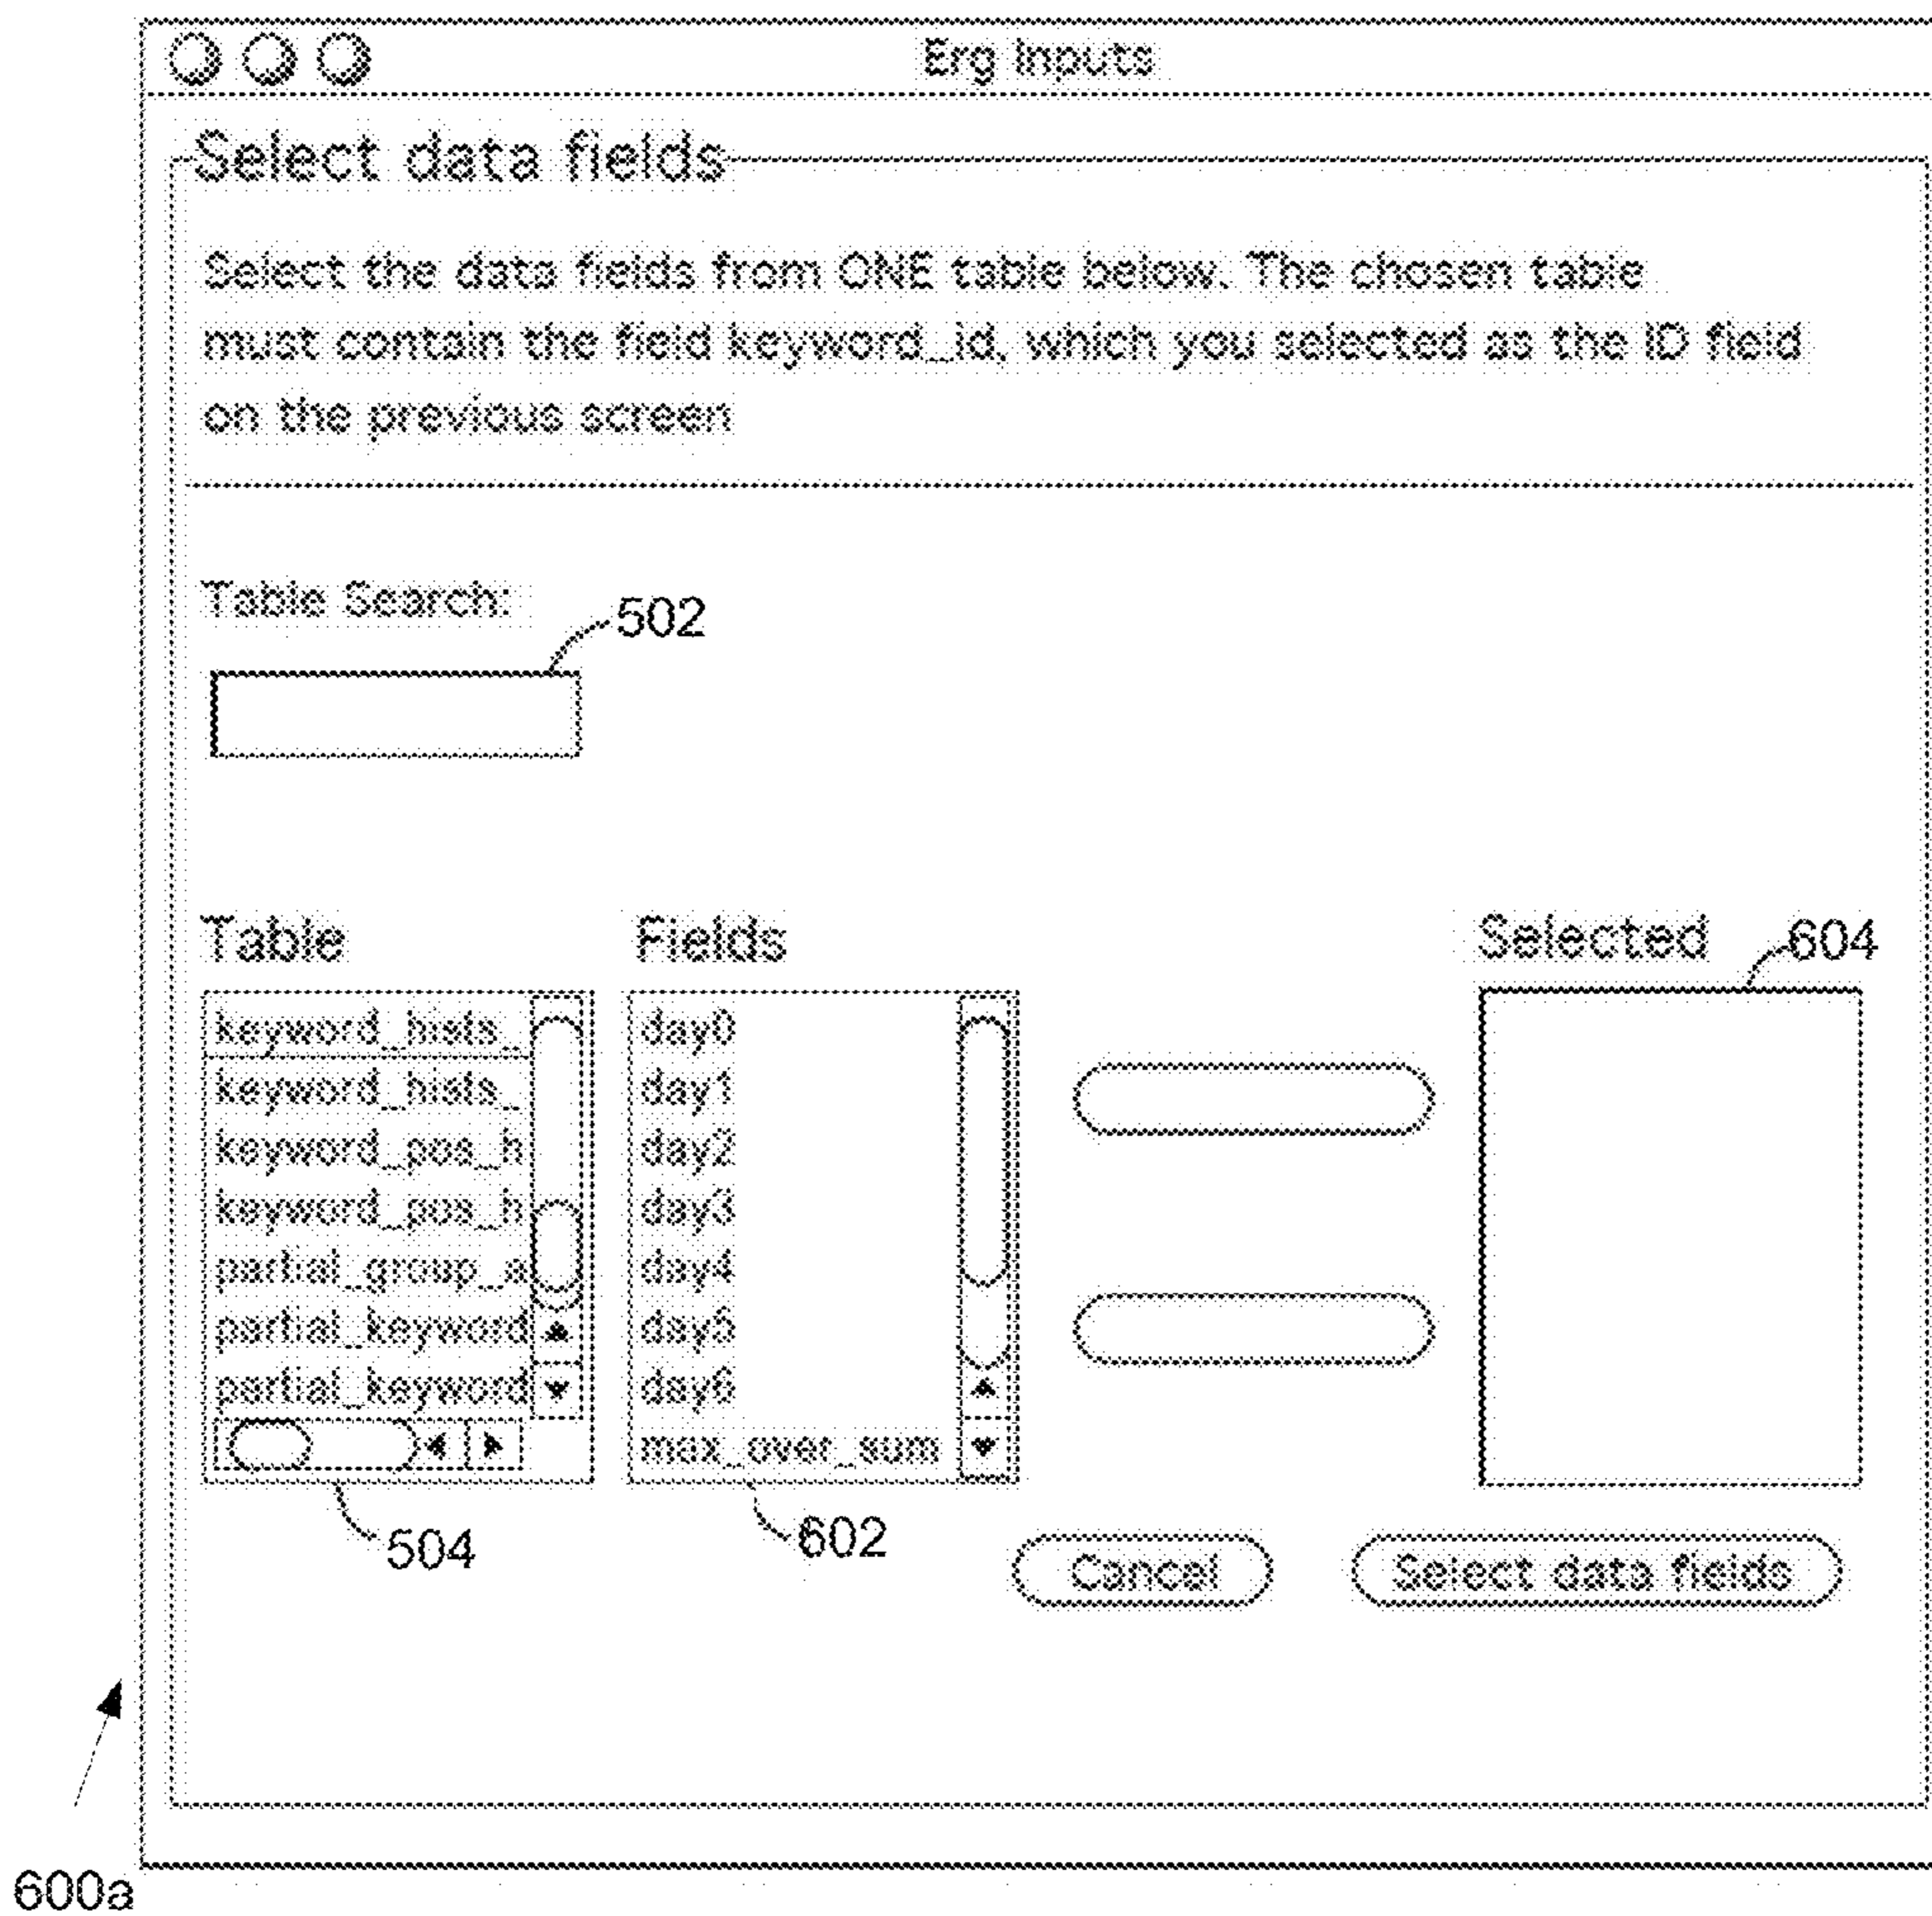 Erg Inputs
Select data fields
Select the data fields from ONE table below. The chosen table
must contain the field keyword_id, which you selected as the ID field
on the previous screen
Table Search:
502
Table
Fields
Selected
604
keyword_hists_
keyword_hists_
keyword_pos_h
keyword_pos_h
partial_group_a
partial_keyword
partial_keyword
day0
day1
day2
day3
day4
day5
day6
max_over_sum
504
602
Cancel
Select data fields
600a